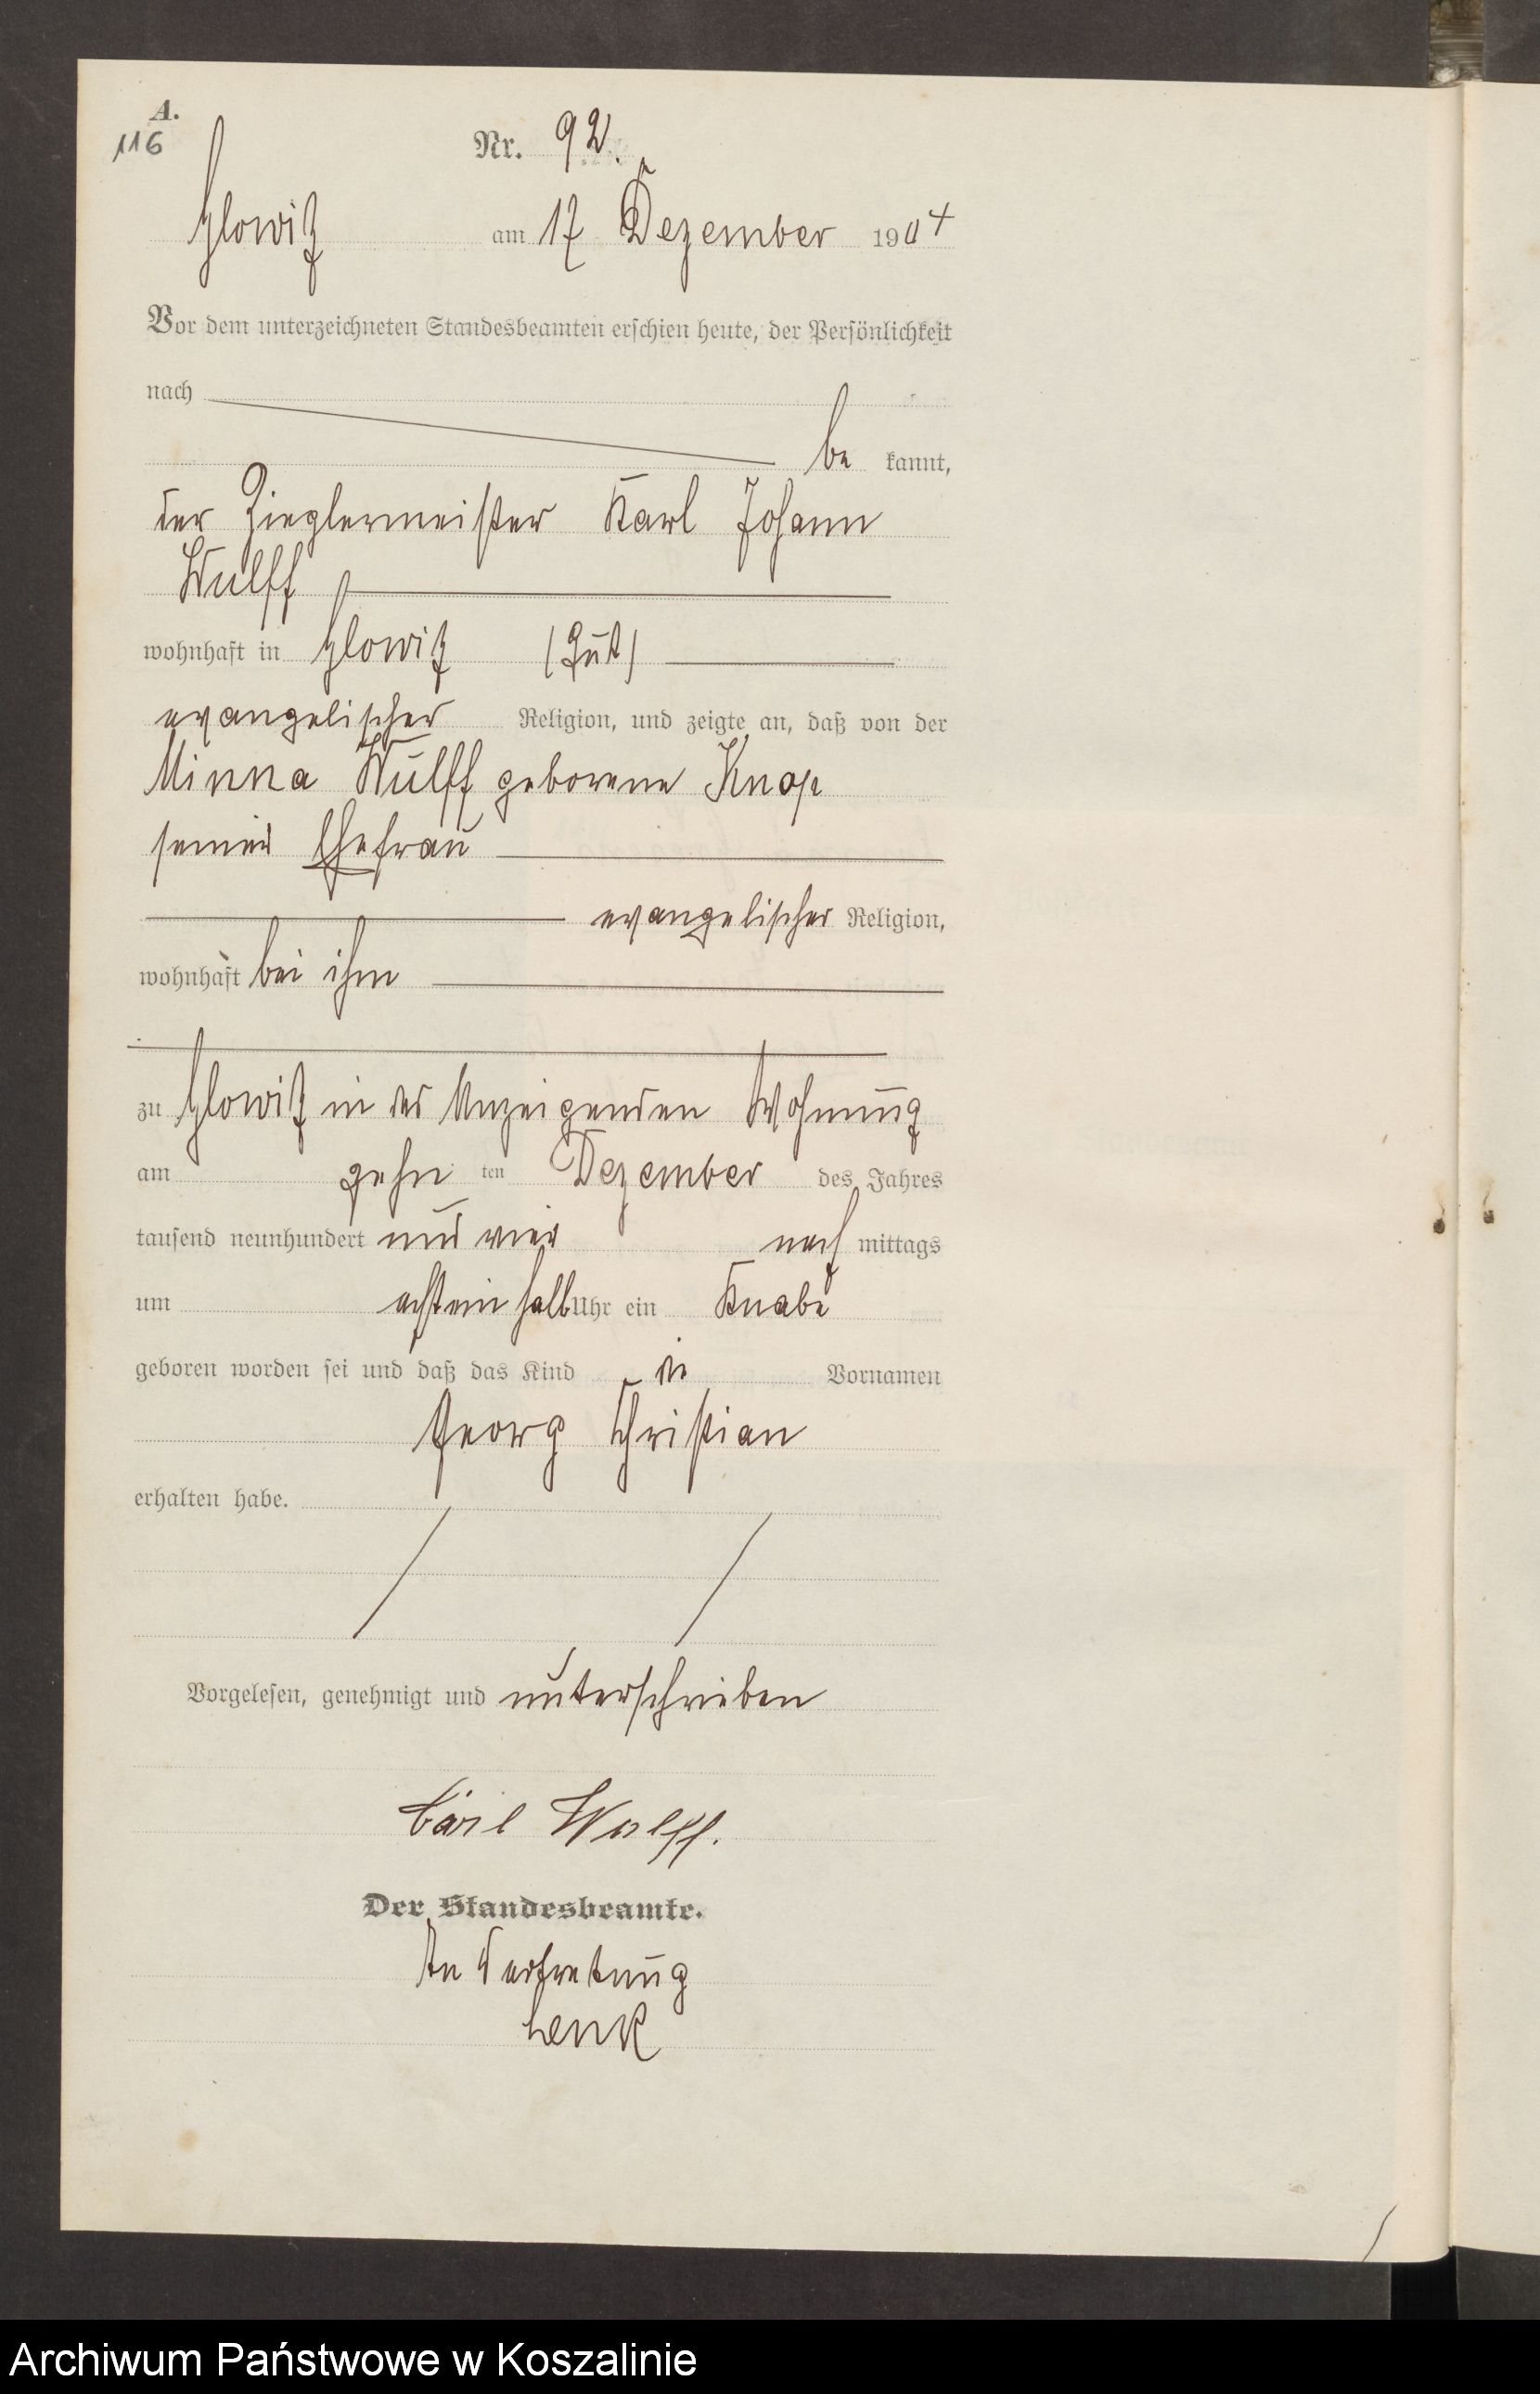 A.
116
Nr. 92.
Glowitz am 17 Dezember 1904
Vor dem unterzeichneten Standesbeamten erschien heute, der Persönlichkeit
nach
be kannt,
der Zieglermeister Karl Johann
Wulff
wohnhaft in Glowitz (Gut)
evangelischer Religion, und zeigte an, daß von der
Minna Wulff geborene Knop
seiner Ehefrau
evangelischer Religion,
wohnhaft bei ihm
zu Glowitz in des Anzeigenden Wohnung
am zehn ten Dezember des Jahres
tausend neunhundert und vier nach mittags
um achteinhalb Uhr ein Knabe
geboren worden sei und daß das Kind die Vornamen
Georg Christian
erhalten habe.
Vorgelesen, genehmigt und unterschrieben
Carl Wulff.
Der Standesbeamte.
In Vertretung
Lenk
Archiwum Państwowe w Koszalinie